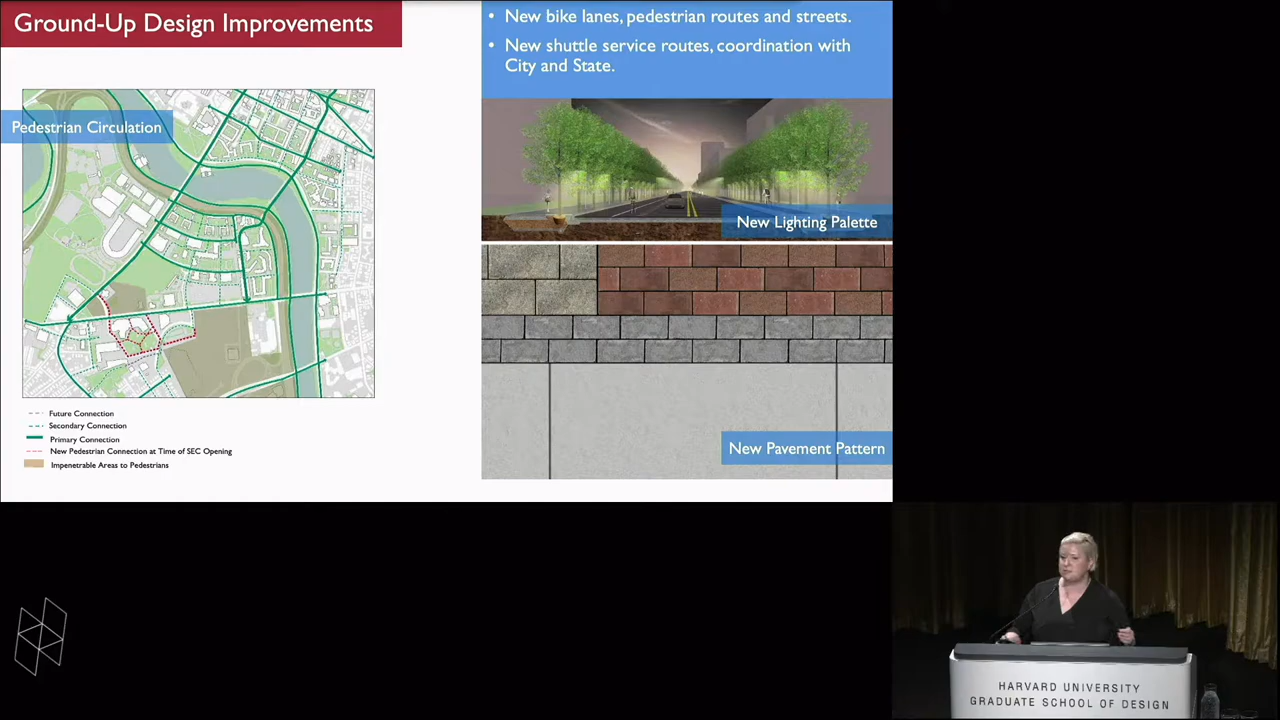 Ground-Up Design Improvements
• New bike lanes, pedestrian routes and streets.
• New shuttle service routes, coordination with
City and State.
Pedestrian Circulation
New Lighting Palette
New Pavement Pattern
Future Connection
Secondary Connection
Primary Connection
New Pedestrian Connection at Time of SEC Opening
Impenetrable Areas to Pedestrians
HARVARD UNIVERSITY
GRADUATE SCHOOL OF DESIGN